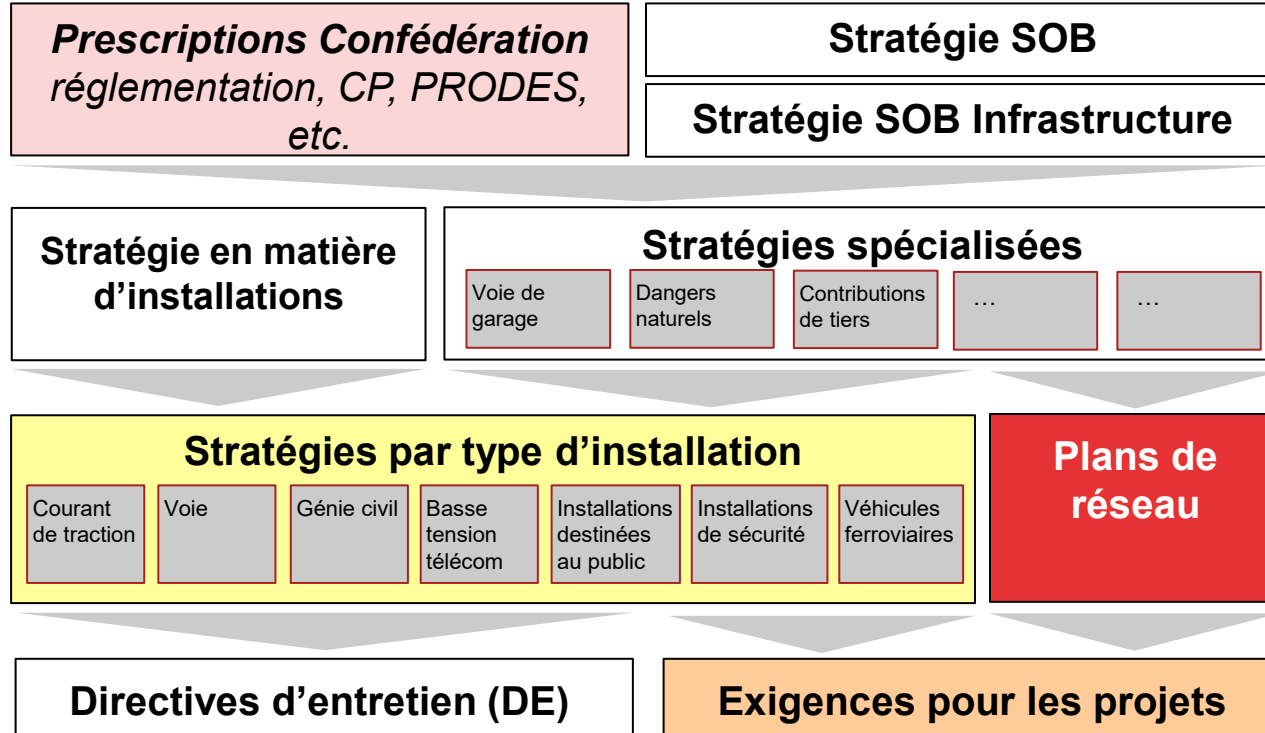 Prescriptions Confédération
réglementation, CP, PRODES,
etc.
Stratégie SOB
Stratégie SOB Infrastructure
Stratégie en matière
d’installations
Stratégies spécialisées
Voie de
garage
Dangers
naturels
Contributions
de tiers
…
…
Stratégies par type d’installation
Courant
de traction
Voie
Génie civil
Basse
tension
télécom
Installations
destinées
au public
Installations
de sécurité
Véhicules
ferroviaires
Plans de
réseau
Directives d’entretien (DE)
Exigences pour les projets